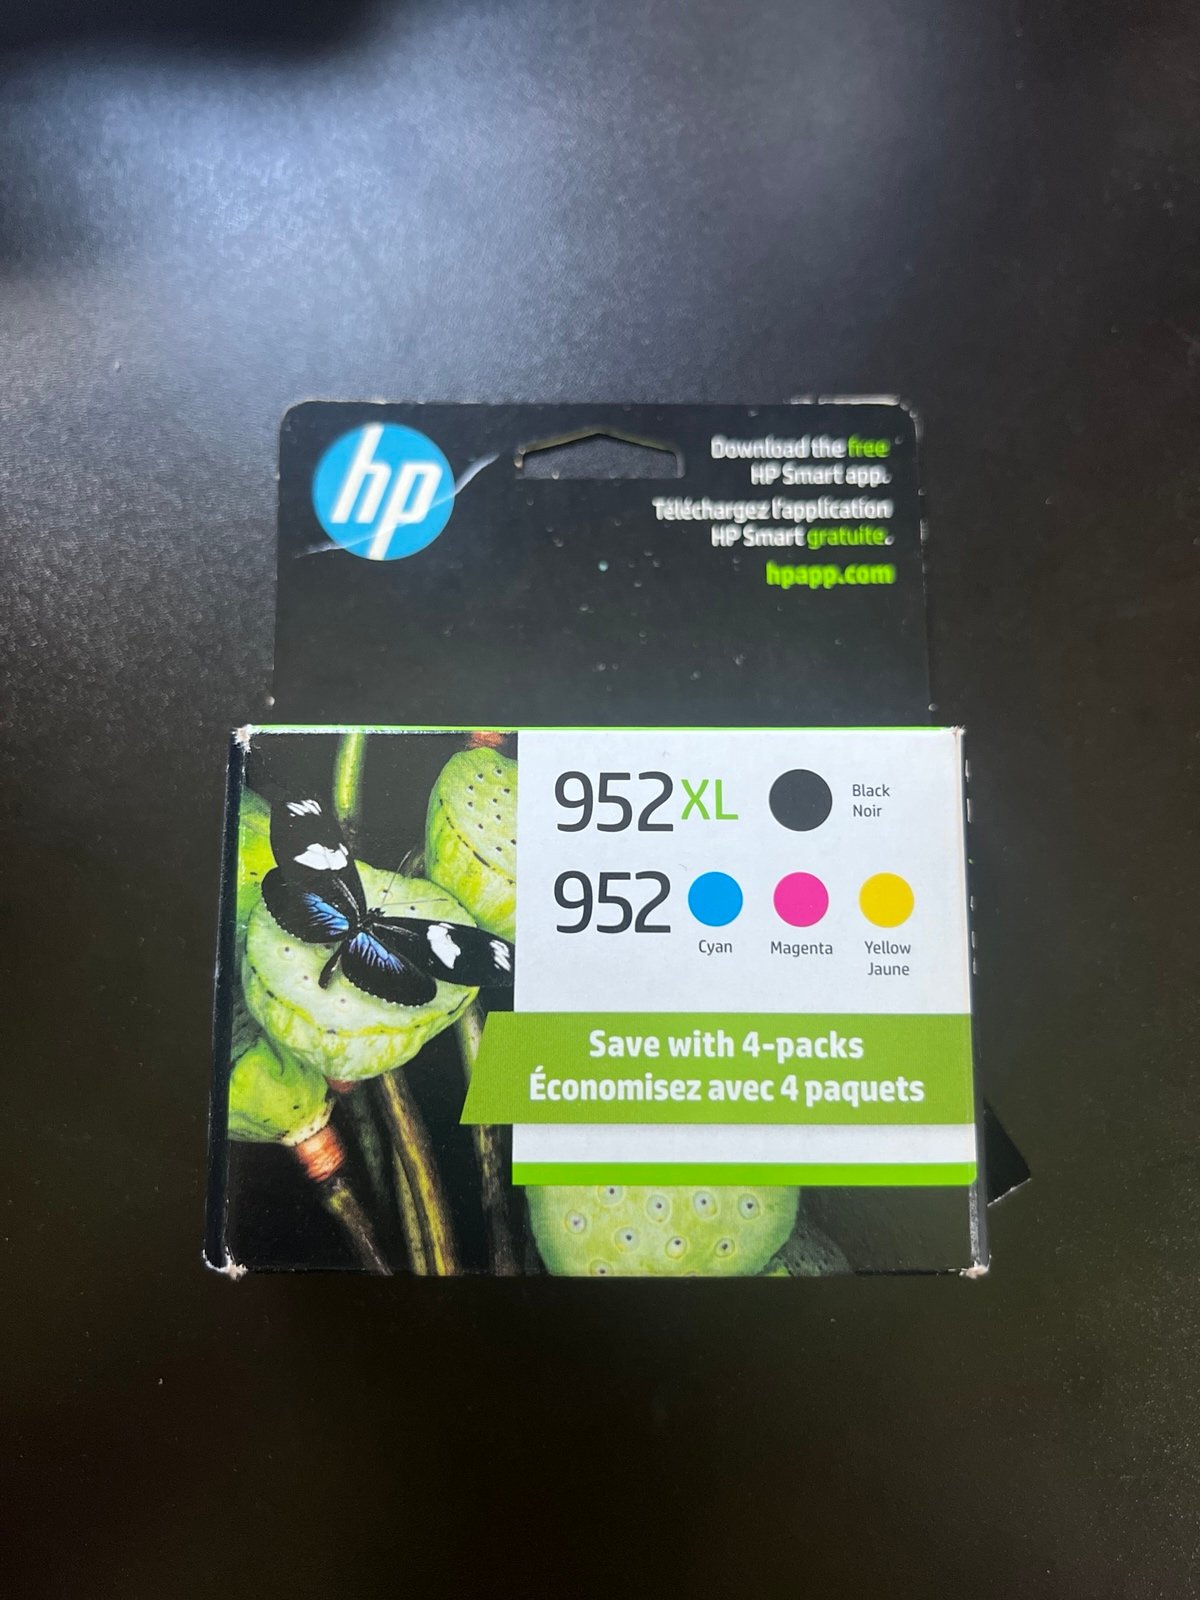 hp
Download the free
HP Smart app.
Téléchargez l'application
HP Smart gratuite.
hpapp.com
952XL
Black
Noir
952
Cyan
Magenta
Yellow
Jaune
Save with 4-packs
Économisez avec 4 paquets